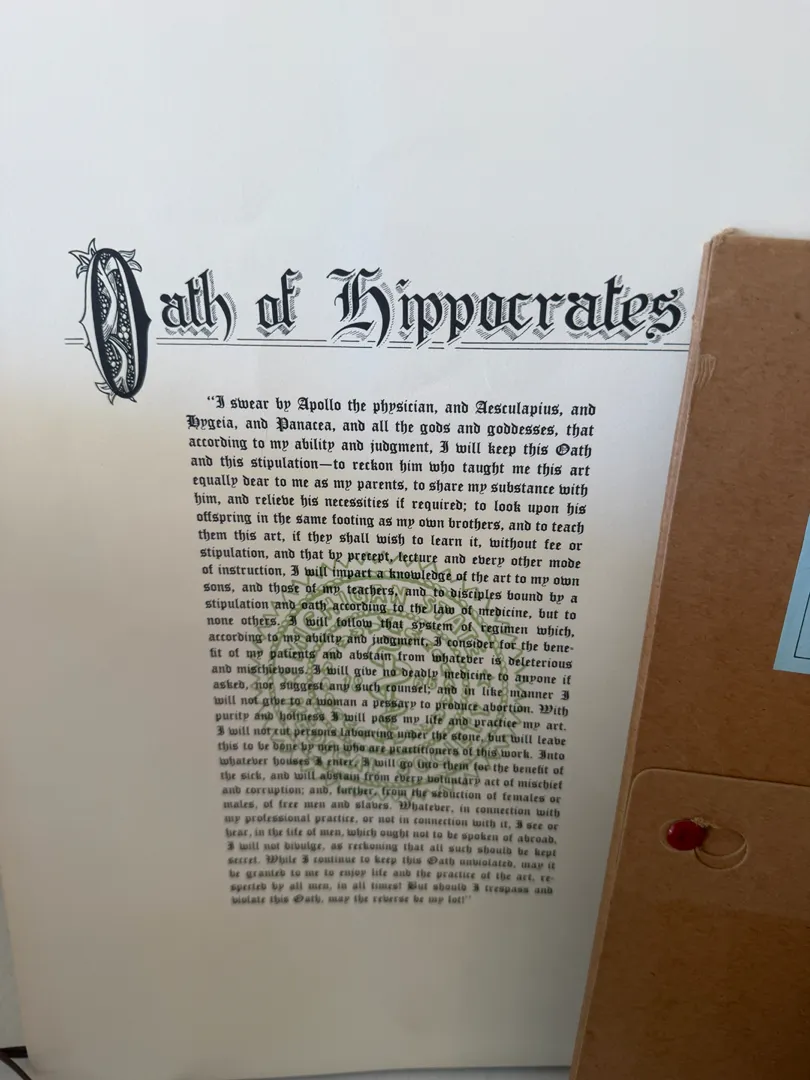 Oath of Hippocrates
"I swear by Apollo the physician, and Aesculapius, and
Hygeia, and Panacea, and all the gods and goddesses, that
according to my ability and judgment, I will keep this Oath
and this stipulation—to reckon him who taught me this art
equally dear to me as my parents, to share my substance with
him, and relieve his necessities if required; to look upon his
offspring in the same footing as my own brothers, and to teach
them this art, if they shall wish to learn it, without fee or
stipulation, and that by precept, lecture and every other mode
of instruction, I will impact a knowledge of the art to my own
sons, and those of my teachers, and to disciples bound by a
stipulation and oath according to the law of medicine, but to
none others. I will follow that system of regimen which,
according to my ability and judgment, I consider for the bene-
fit of my patients and abstain from whatever is deleterious
and mischievous. I will give no deadly medicine to anyone if
asked, nor suggest any such counsel; and in like manner I
will not give to a woman a pessary to produce abortion. With
purity and holiness I will pass my life and practice my art.
I will not cut persons labouring under the stone, but will leave
this to be done by men who are practitioners of this work. Into
whatever houses I enter, I will go into them for the benefit of
the sick, and will abstain from every voluntary act of mischief
and corruption; and, further, from the seduction of females or
males, of free men and slaves. Whatever, in connection with
my professional practice, or not in connection with it, I see or
hear, in the life of men, which ought not to be spoken of abroad,
I will not divulge, as reckoning that all such should be kept
secret. While I continue to keep this Oath unviolated, may it
be granted to me to enjoy life and the practice of the art, re-
spected by all men, in all times! But should I trespass and
violate this Oath, may the reverse be my lot!"
MICHIGAN STATE